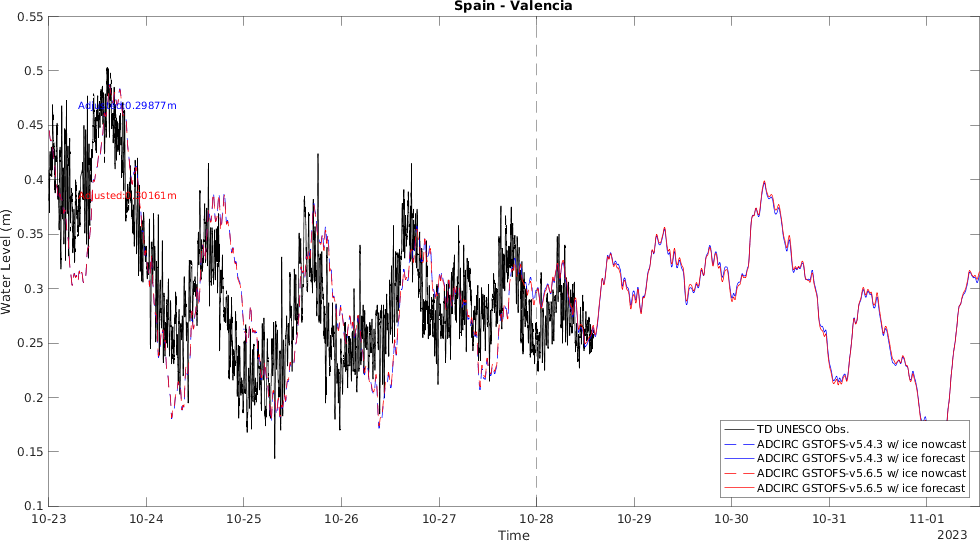 Spain - Valencia
0.55
0.5
0.45
0.4
0.35
0.3
0.25
0.2
0.15
0.1
Water Level (m)
Adjusted:0.29877m
Adjusted:0.30161m
10-23
10-24
10-25
10-26
10-27
10-28
10-29
10-30
10-31
11-01
Time
2023
TD UNESCO Obs.
ADCIRC GSTOFS-v5.4.3 w/ ice nowcast
ADCIRC GSTOFS-v5.4.3 w/ ice forecast
ADCIRC GSTOFS-v5.6.5 w/ ice nowcast
ADCIRC GSTOFS-v5.6.5 w/ ice forecast